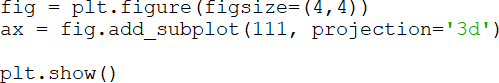 fig = plt.figure(figsize=(4,4))
ax = fig.add_subplot(111, projection='3d')
plt.show()